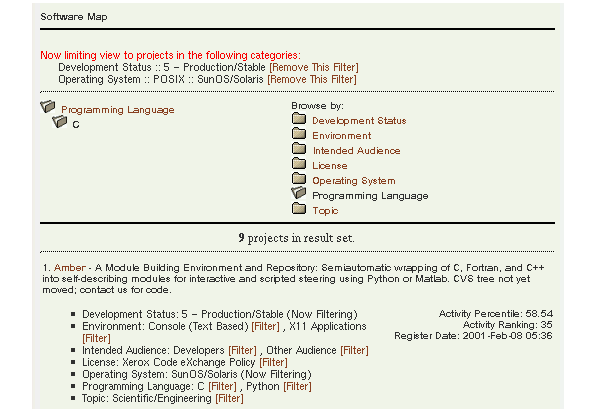 Software Map
Now limiting view to projects in the following categories:
Development Status :: 5 - Production/Stable [Remove This Filter]
Operating System :: POSIX :: SunOS/Solaris [Remove This Filter]
Programming Language
C
Browse by:
Development Status
Environment
Intended Audience
License
Operating System
Programming Language
Topic
9 projects in result set.
1. Amber - A Module Building Environment and Repository: Semiautomatic wrapping of C, Fortran, and C++
into self-describing modules for interactive and scripted steering using Python or Matlab. CVS tree not yet
moved; contact us for code.
Development Status: 5 - Production/Stable (Now Filtering)
Environment: Console (Text Based) [Filter] , X11 Applications
[Filter]
Intended Audience: Developers [Filter] , Other Audience [Filter]
License: Xerox Code eXchange Policy [Filter]
Operating System: SunOS/Solaris (Now Filtering)
Programming Language: C [Filter] , Python [Filter]
Topic: Scientific/Engineering [Filter]
Activity Percentile: 58.54
Activity Ranking: 35
Register Date: 2001-Feb-08 05:36